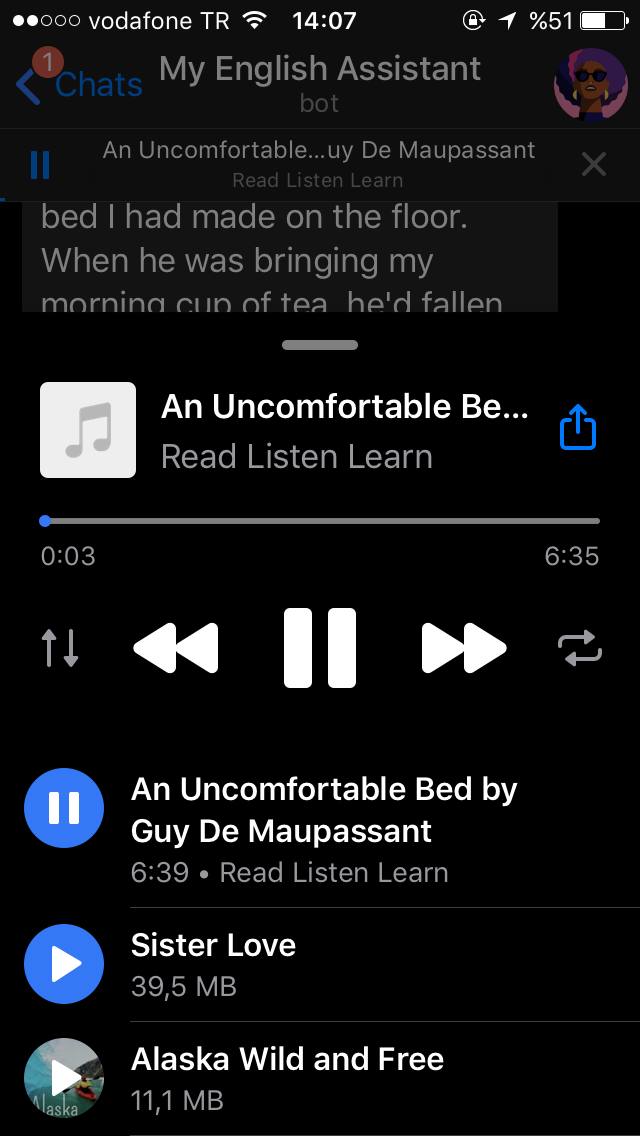 vodafone TR 14:07 %51
1
Chats
My English Assistant
bot
An Uncomfortable...uy De Maupassant
Read Listen Learn
bed I had made on the floor.
When he was bringing my
morning cup of tea, he'd fallen
An Uncomfortable Be...
Read Listen Learn
0:03
6:35
An Uncomfortable Bed by
Guy De Maupassant
6:39 • Read Listen Learn
Sister Love
39,5 MB
Alaska Wild and Free
11,1 MB
Alaska